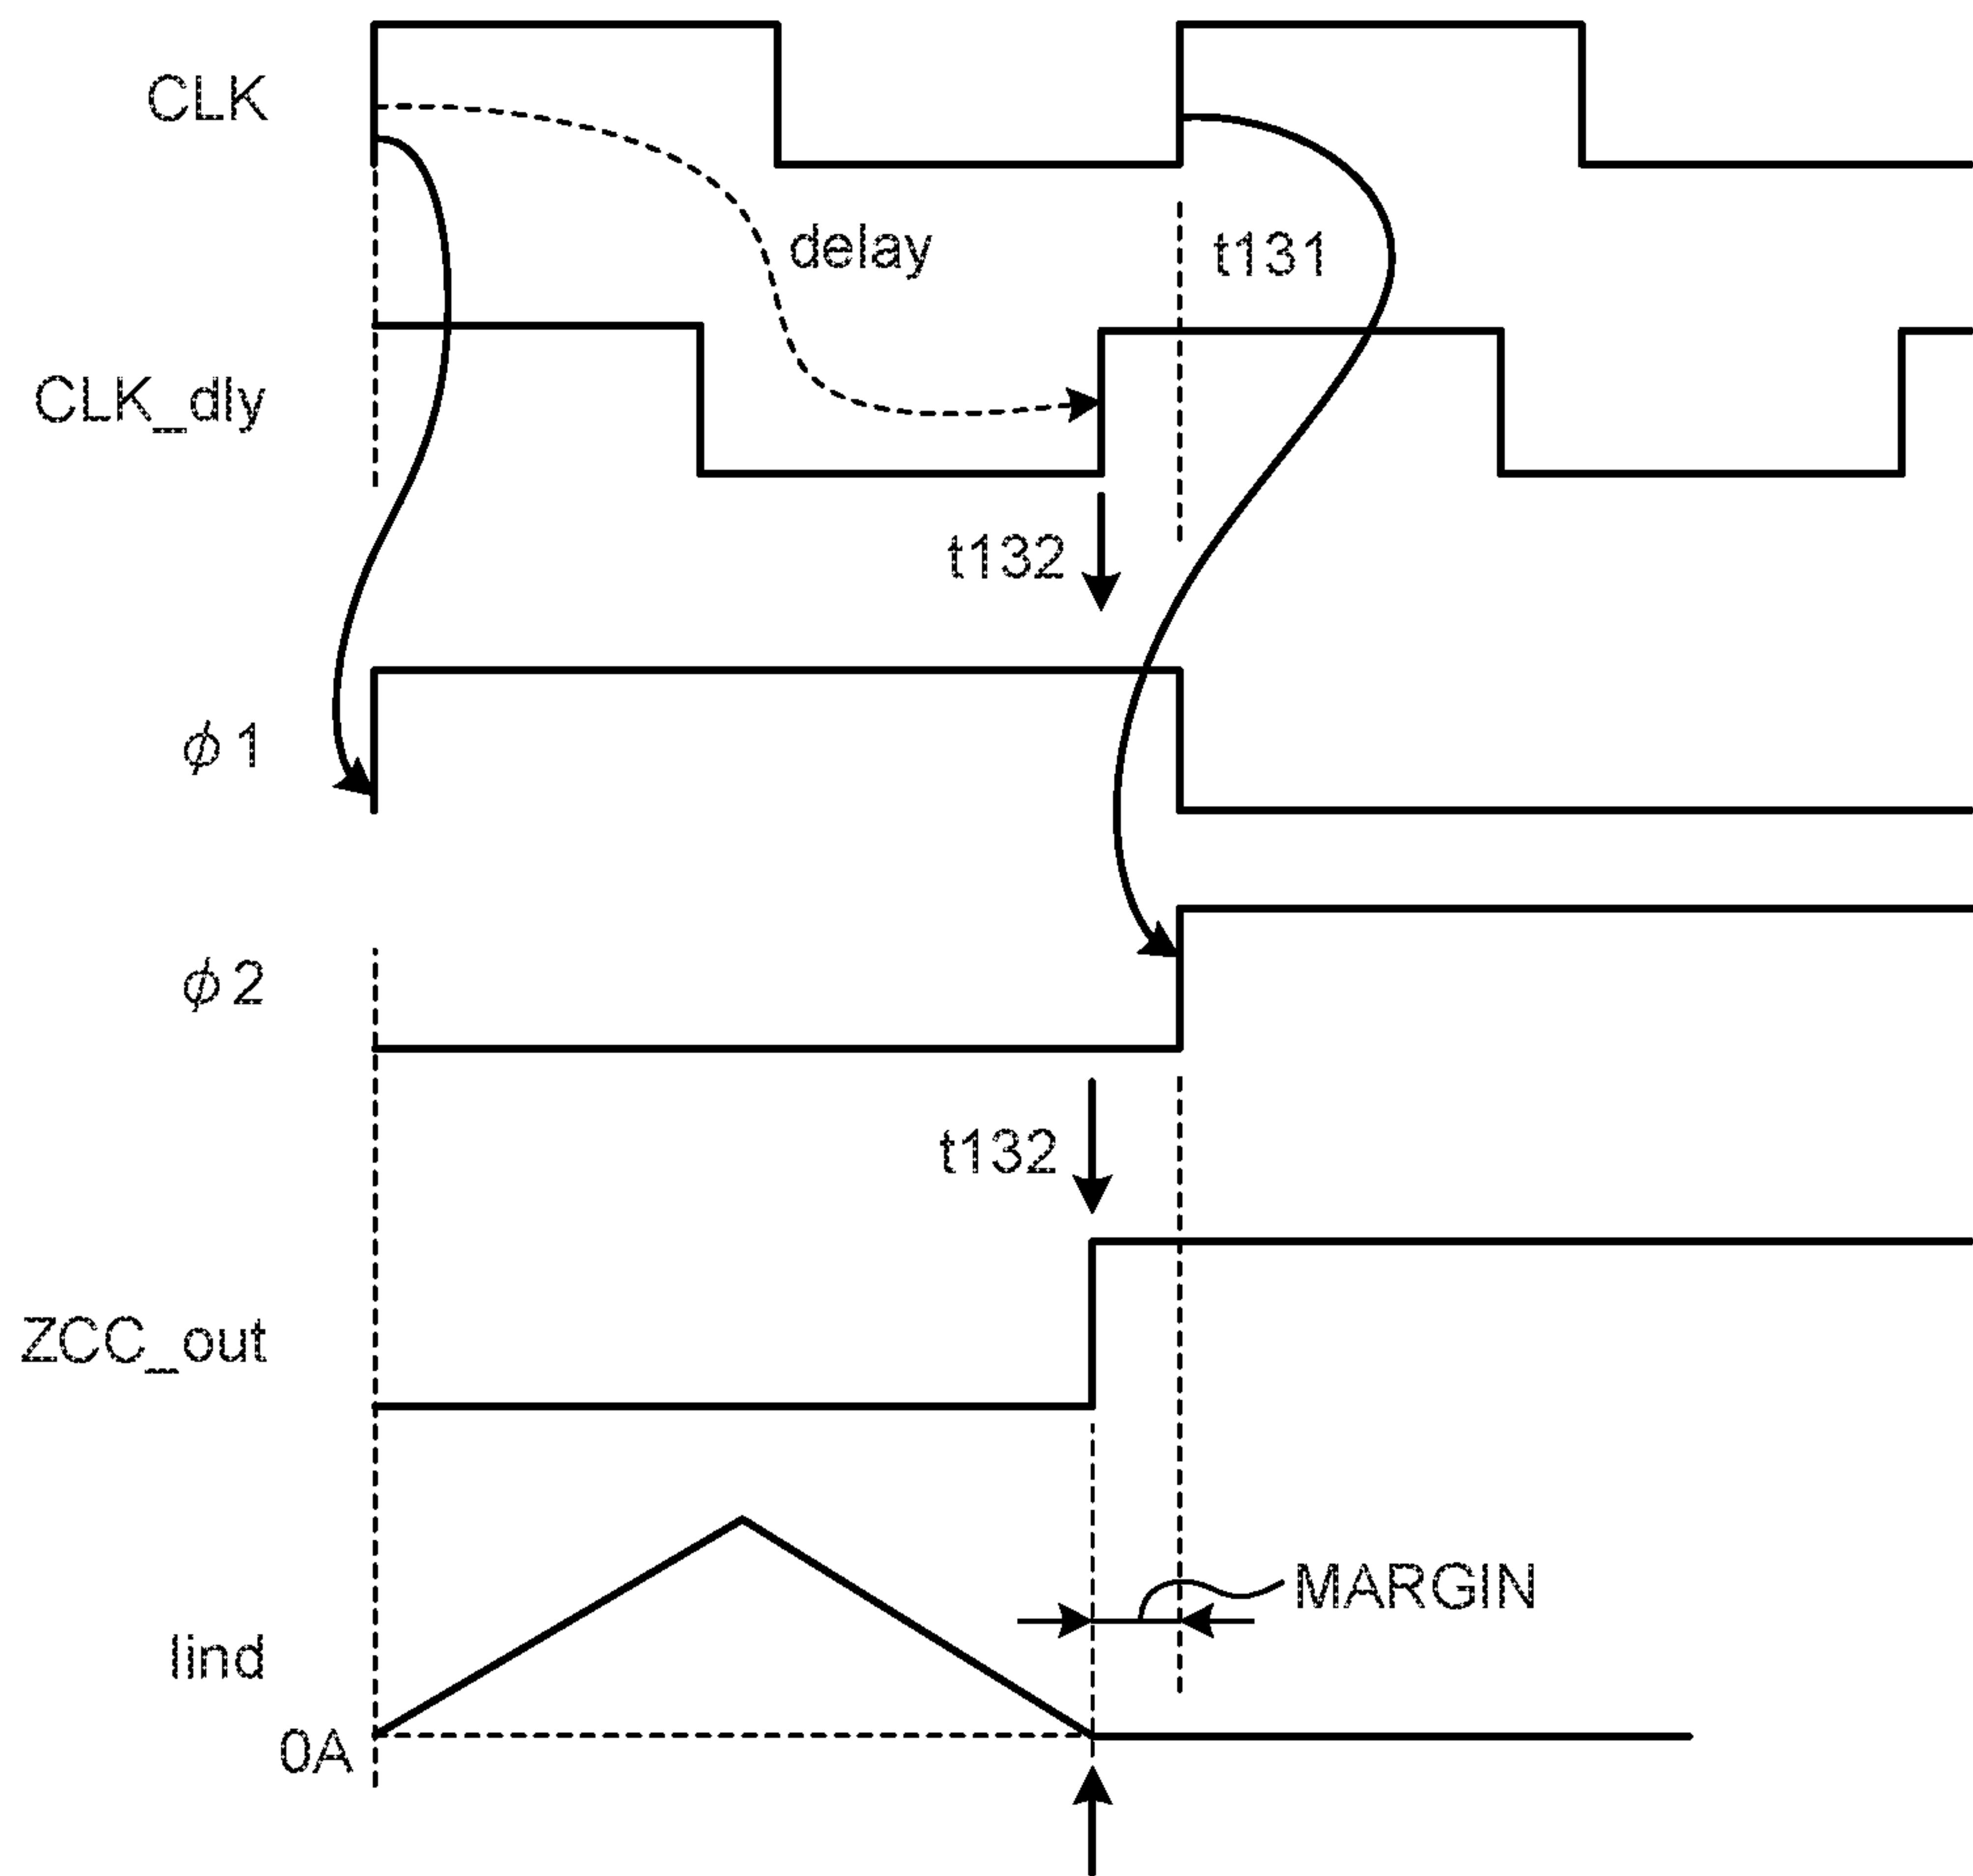 CLK
delay
t131
CLK_dly
t132
ϕ1
ϕ2
t132
ZCC_out
MARGIN
Iind
0A